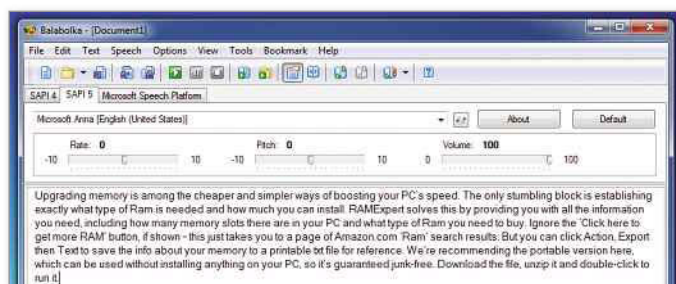 Balabolka - [Document1]
File Edit Text Speech Options View Tools Bookmark Help
SAPI 4 SAPI 5 Microsoft Speech Platform
Microsoft Anna [English (United States)] About Default
Rate: 0 Pitch: 0 Volume: 100
-10 10 -10 10 0 100
Upgrading memory is among the cheaper and simpler ways of boosting your PC's speed. The only stumbling block is establishing
exactly what type of Ram is needed and how much you can install. RAMExpert solves this by providing you with all the information
you need, including how many memory slots there are in your PC and what type of Ram you need to buy. Ignore the 'Click here to
get more RAM' button, if shown - this just takes you to a page of Amazon.com 'Ram' search results. But you can click Action, Export
then Text to save the info about your memory to a printable txt file for reference. We're recommending the portable version here,
which can be used without installing anything on your PC, so it's guaranteed junk-free. Download the file, unzip it and double-click to
run it.